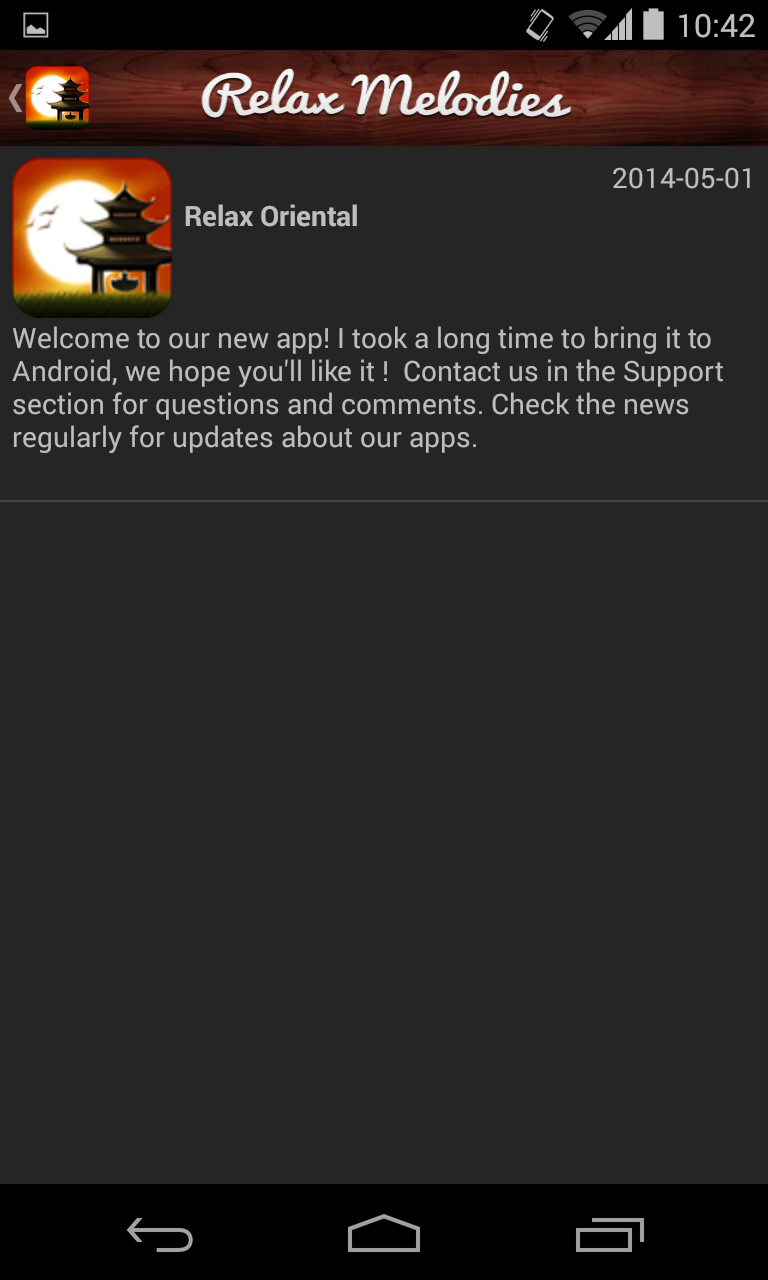 10:42
Relax Melodies
2014-05-01
Relax Oriental
Welcome to our new app! I took a long time to bring it to
Android, we hope you'll like it !  Contact us in the Support
section for questions and comments. Check the news
regularly for updates about our apps.